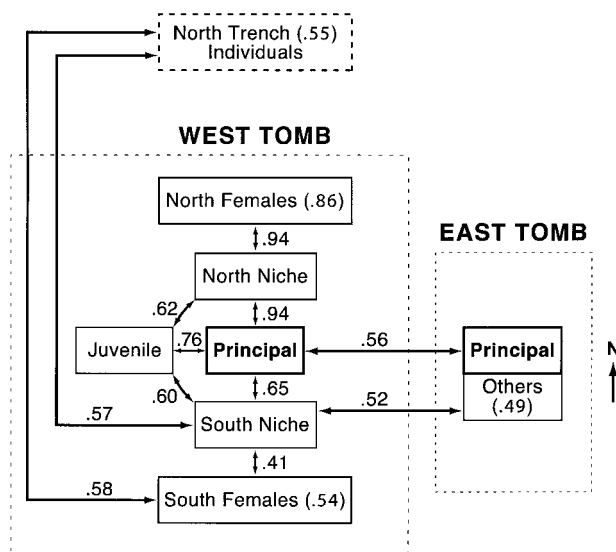 North Trench (.55)
Individuals
WEST TOMB
North Females (.86)
.94
EAST TOMB
North Niche
.62
.94
Juvenile
.76
Principal
.56
Principal
N
Others
(.49)
.60
.65
.52
.57
South Niche
.41
.58
South Females (.54)